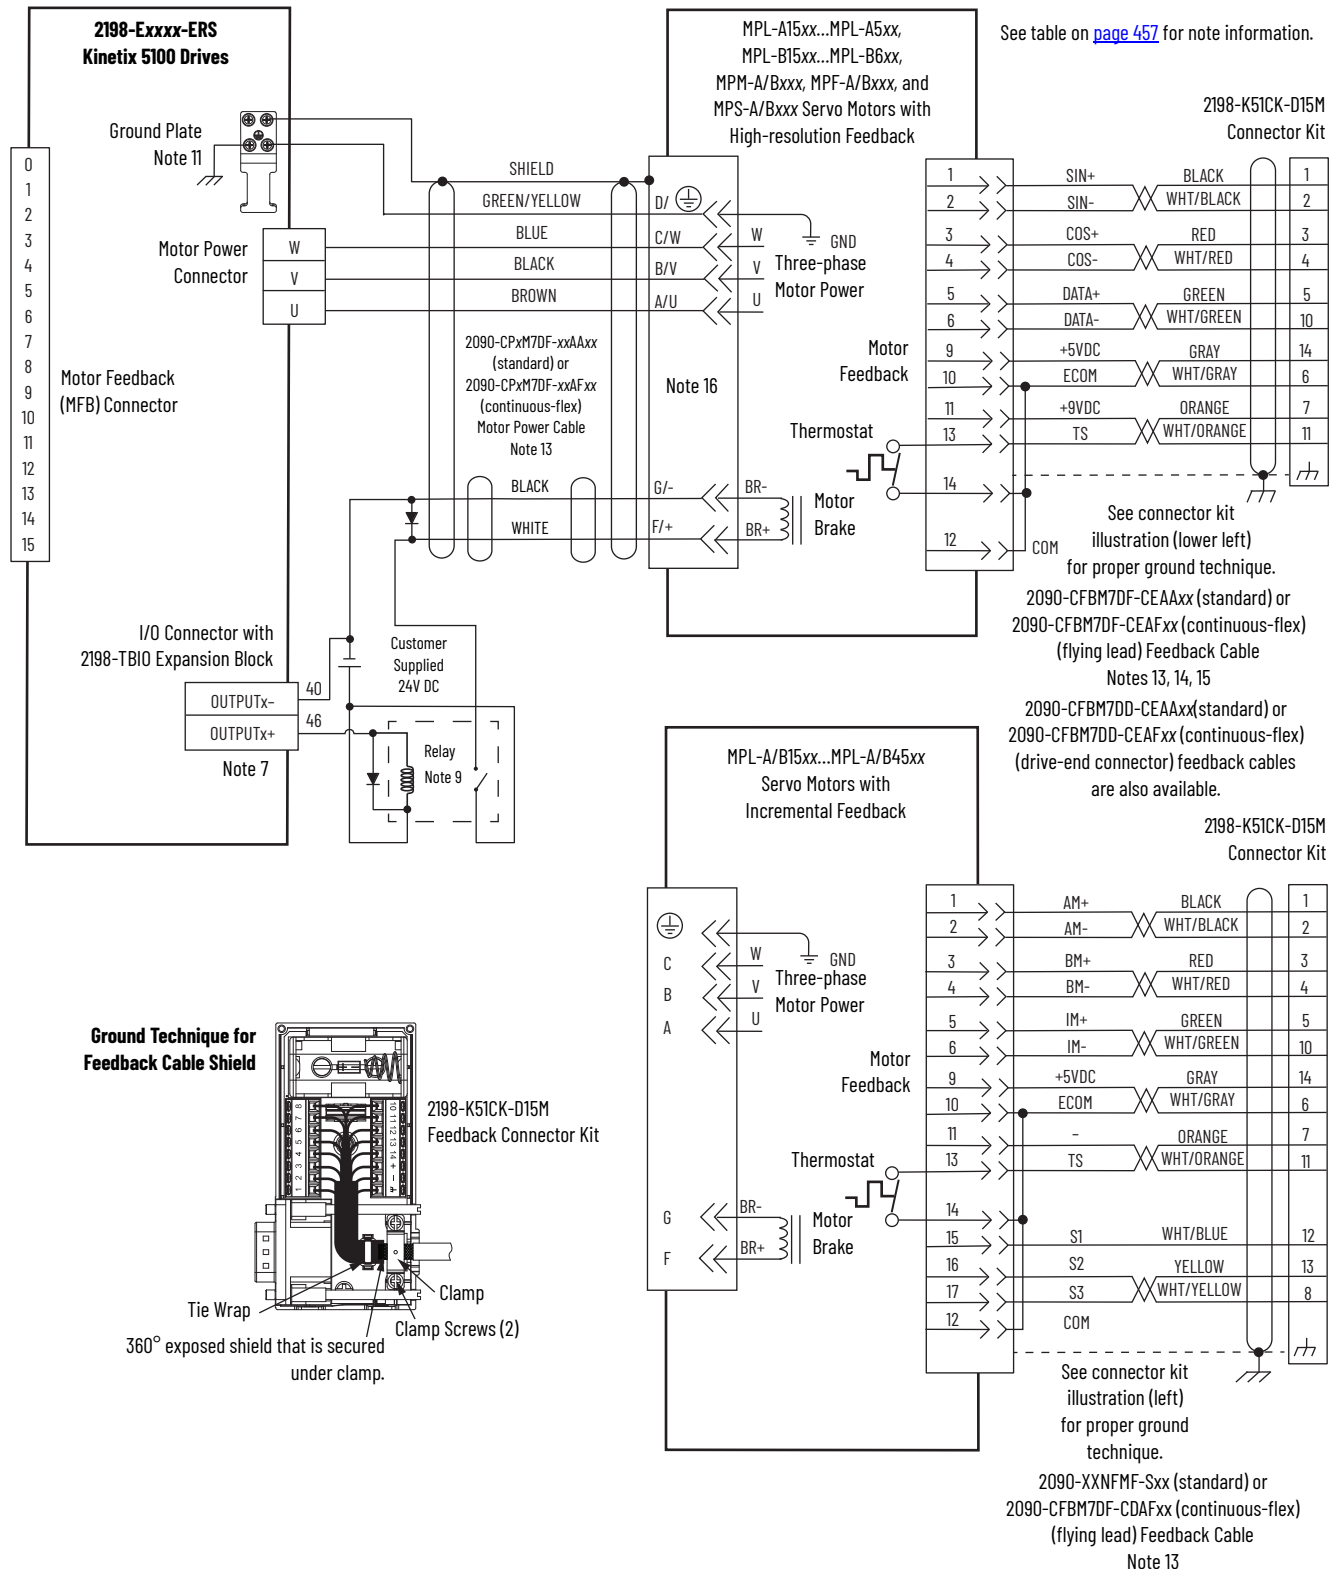 2198-Exxxx-ERS
Kinetix 5100 Drives
Ground Plate
Note 11
0
1
2
3
4
5
6
7
8
9
10
11
12
13
14
15
Motor Feedback
(MFB) Connector
Motor Power
Connector
W
V
U
SHIELD
GREEN/YELLOW
BLUE
BLACK
BROWN
2090-CPxM7DF-xxAAxx
(standard) or
2090-CPxM7DF-xxAFxx
(continuous-flex)
Motor Power Cable
Note 13
BLACK
WHITE
I/O Connector with
2198-TBIO Expansion Block
OUTPUTx–
OUTPUTx+
40
46
Note 7
Customer
Supplied
24V DC
Relay
Note 9
MPL-A15xx...MPL-A5xx,
MPL-B15xx...MPL-B6xx,
MPM-A/Bxxx, MPF-A/Bxxx, and
MPS-A/Bxxx Servo Motors with
High-resolution Feedback
D/
C/W
B/V
A/U
Note 16
G/-
F/+
GND
W
V
U
Three-phase
Motor Power
BR-
BR+
Motor
Brake
Thermostat
Motor
Feedback
See table on page 457 for note information.
2198-K51CK-D15M
Connector Kit
1 SIN+ BLACK 1
2 SIN- WHT/BLACK 2
3 COS+ RED 3
4 COS- WHT/RED 4
5 DATA+ GREEN 5
6 DATA- WHT/GREEN 10
9 +5VDC GRAY 14
10 ECOM WHT/GRAY 6
11 +9VDC ORANGE 7
13 TS WHT/ORANGE 11
14
12
COM
See connector kit
illustration (lower left)
for proper ground technique.
2090-CFBM7DF-CEAAxx (standard) or
2090-CFBM7DF-CEAFxx (continuous-flex)
(flying lead) Feedback Cable
Notes 13, 14, 15
2090-CFBM7DD-CEAAxx(standard) or
2090-CFBM7DD-CEAFxx (continuous-flex)
(drive-end connector) feedback cables
are also available.
MPL-A/B15xx...MPL-A/B45xx
Servo Motors with
Incremental Feedback
C
B
A
GND
W
V
U
Three-phase
Motor Power
G
F
BR-
BR+
Motor
Brake
Thermostat
Motor
Feedback
2198-K51CK-D15M
Connector Kit
1 AM+ BLACK 1
2 AM- WHT/BLACK 2
3 BM+ RED 3
4 BM- WHT/RED 4
5 IM+ GREEN 5
6 IM- WHT/GREEN 10
9 +5VDC GRAY 14
10 ECOM WHT/GRAY 6
11 - ORANGE 7
13 TS WHT/ORANGE 11
14
15 S1 WHT/BLUE 12
16 S2 YELLOW 13
17 S3 WHT/YELLOW 8
12 COM
See connector kit
illustration (left)
for proper ground
technique.
2090-XXNFMF-Sxx (standard) or
2090-CFBM7DF-CDAFxx (continuous-flex)
(flying lead) Feedback Cable
Note 13
Ground Technique for
Feedback Cable Shield
8
7
6
5
4
3
2
1
10
11
12
13
14
+
-
2198-K51CK-D15M
Feedback Connector Kit
Tie Wrap
Clamp
Clamp Screws (2)
360° exposed shield that is secured
under clamp.